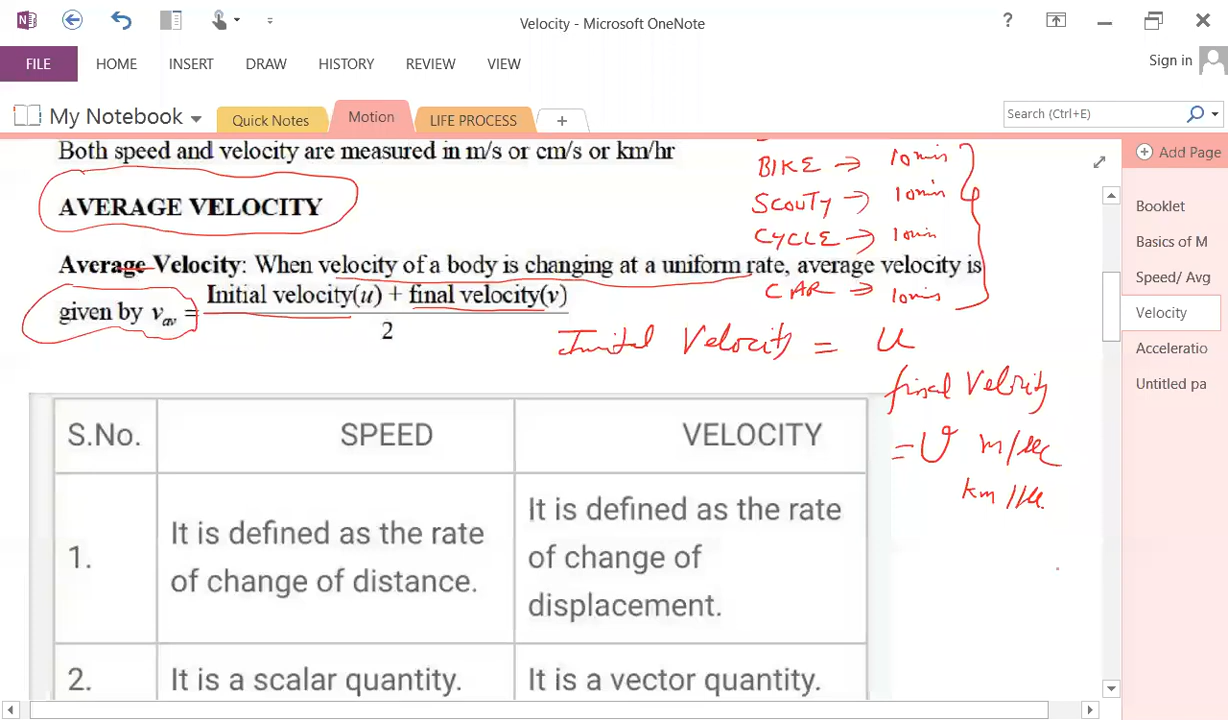 Velocity - Microsoft OneNote
?
FILE
HOME
INSERT
DRAW
HISTORY
REVIEW
VIEW
Sign in
My Notebook
Quick Notes
Motion
LIFE PROCESS
+
Search (Ctrl+E)
Both speed and velocity are measured in m/s or cm/s or km/hr
BIKE → 10min
AVERAGE VELOCITY
SCOUTY → 10min
CYCLE → 10min
Average Velocity: When velocity of a body is changing at a uniform rate, average velocity is
CAR → 10min
given by vav = Initial velocity(u) + final velocity(v)
2
Initial Velocity = u
final Velocity
= v m/sec
S.No. SPEED VELOCITY
1.
It is defined as the rate
of change of distance.
It is defined as the rate
of change of
displacement.
2. It is a scalar quantity. It is a vector quantity.
Add Page
Booklet
Basics of M
Speed/ Avg
Velocity
Acceleratio
Untitled pa